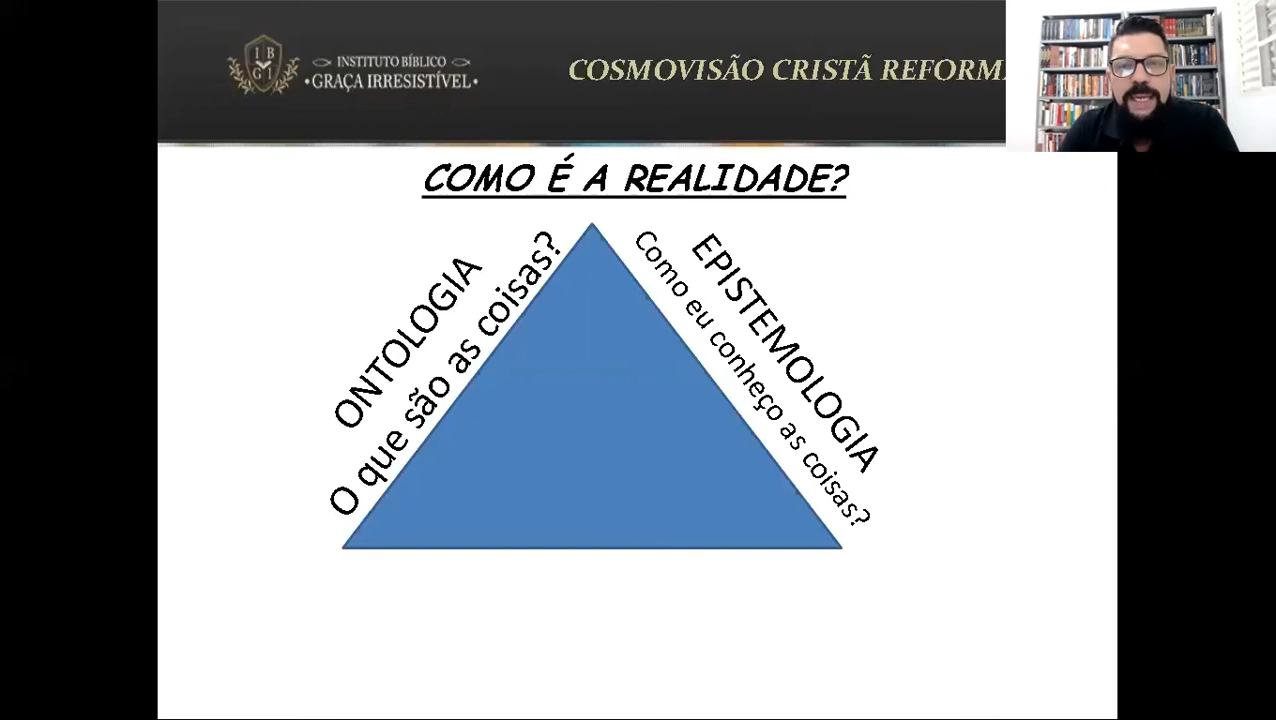 I B
G I
INSTITUTO BÍBLICO
GRAÇA IRRESISTÍVEL
COSMOVISÃO CRISTÃ REFORM
COMO É A REALIDADE?
ONTOLOGIA
O que são as coisas?
EPISTEMOLOGIA
Como eu conheço as coisas?